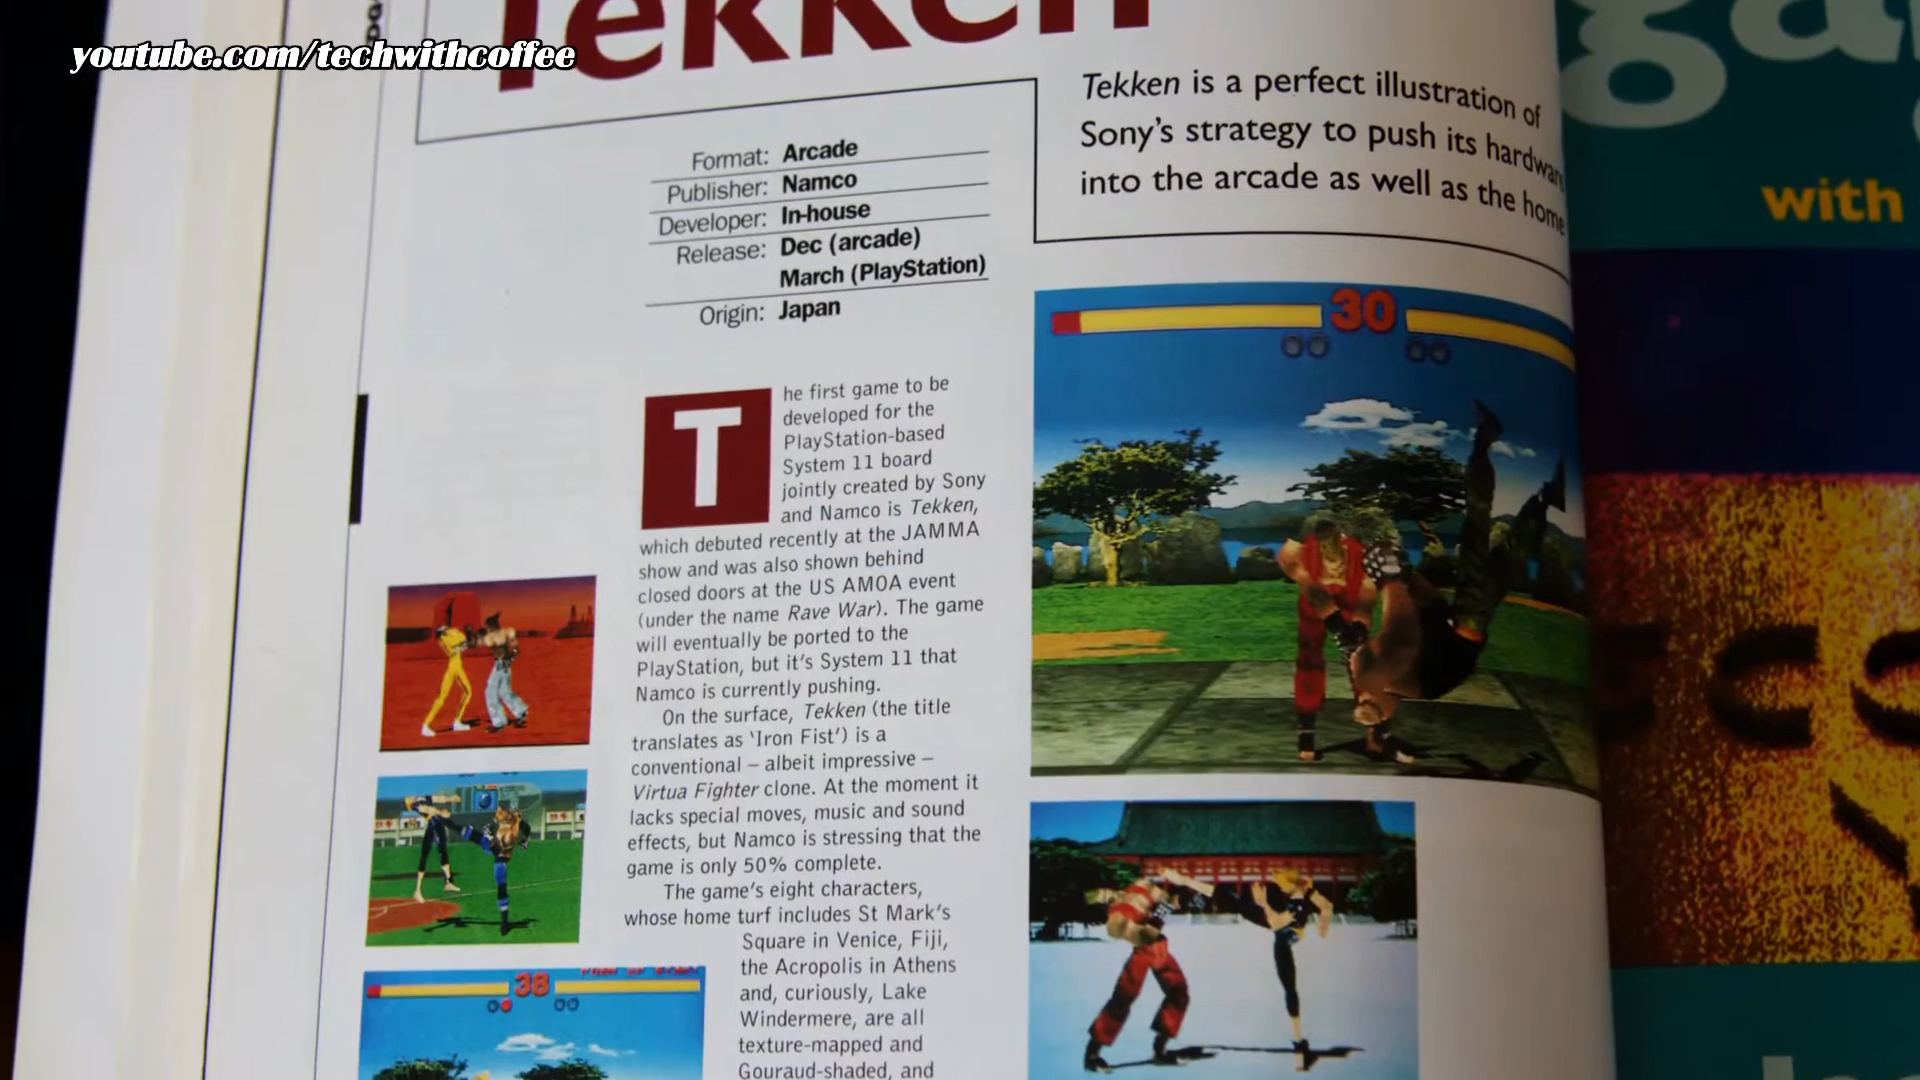 youtube.com/techwithcoffee
Tekken
Tekken is a perfect illustration of
Sony's strategy to push its hardware
into the arcade as well as the home
Format: Arcade
Publisher: Namco
Developer: In-house
Release: Dec (arcade)
March (PlayStation)
Origin: Japan
The first game to be
developed for the
PlayStation-based
System 11 board
jointly created by Sony
and Namco is Tekken,
which debuted recently at the JAMMA
show and was also shown behind
closed doors at the US AMOA event
(under the name Rave War). The game
will eventually be ported to the
PlayStation, but it's System 11 that
Namco is currently pushing.
On the surface, Tekken (the title
translates as 'Iron Fist') is a
conventional – albeit impressive –
Virtua Fighter clone. At the moment it
lacks special moves, music and sound
effects, but Namco is stressing that the
game is only 50% complete.
The game's eight characters,
whose home turf includes St Mark's
Square in Venice, Fiji,
the Acropolis in Athens
and, curiously, Lake
Windermere, are all
texture-mapped and
Gouraud-shaded, and
30
38
with